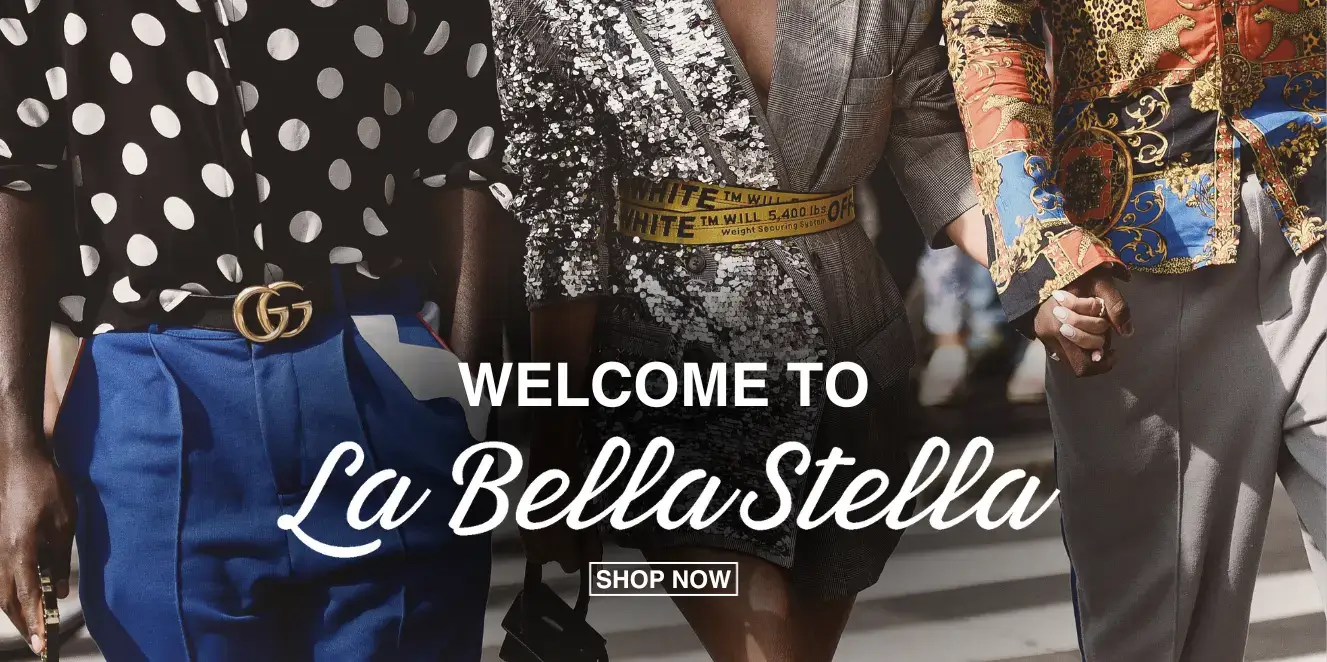 WHITE TM WILL
WHITE TM WILL 5,400 lbs OFF
Weight Securing System
WELCOME TO
La Bella Stella
SHOP NOW